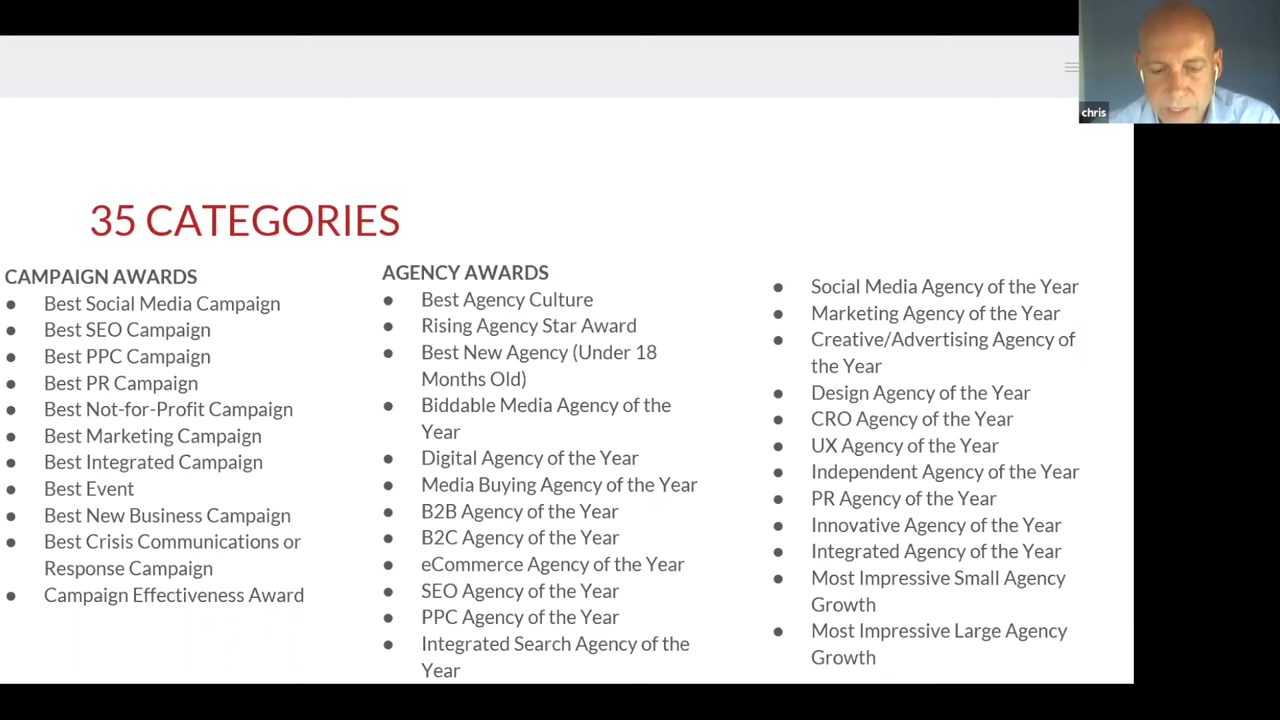 chris
35 CATEGORIES
CAMPAIGN AWARDS
● Best Social Media Campaign
● Best SEO Campaign
● Best PPC Campaign
● Best PR Campaign
● Best Not-for-Profit Campaign
● Best Marketing Campaign
● Best Integrated Campaign
● Best Event
● Best New Business Campaign
● Best Crisis Communications or
Response Campaign
● Campaign Effectiveness Award
AGENCY AWARDS
● Best Agency Culture
● Rising Agency Star Award
● Best New Agency (Under 18
Months Old)
● Biddable Media Agency of the
Year
● Digital Agency of the Year
● Media Buying Agency of the Year
● B2B Agency of the Year
● B2C Agency of the Year
● eCommerce Agency of the Year
● SEO Agency of the Year
● PPC Agency of the Year
● Integrated Search Agency of the
Year
● Social Media Agency of the Year
● Marketing Agency of the Year
● Creative/Advertising Agency of
the Year
● Design Agency of the Year
● CRO Agency of the Year
● UX Agency of the Year
● Independent Agency of the Year
● PR Agency of the Year
● Innovative Agency of the Year
● Integrated Agency of the Year
● Most Impressive Small Agency
Growth
● Most Impressive Large Agency
Growth